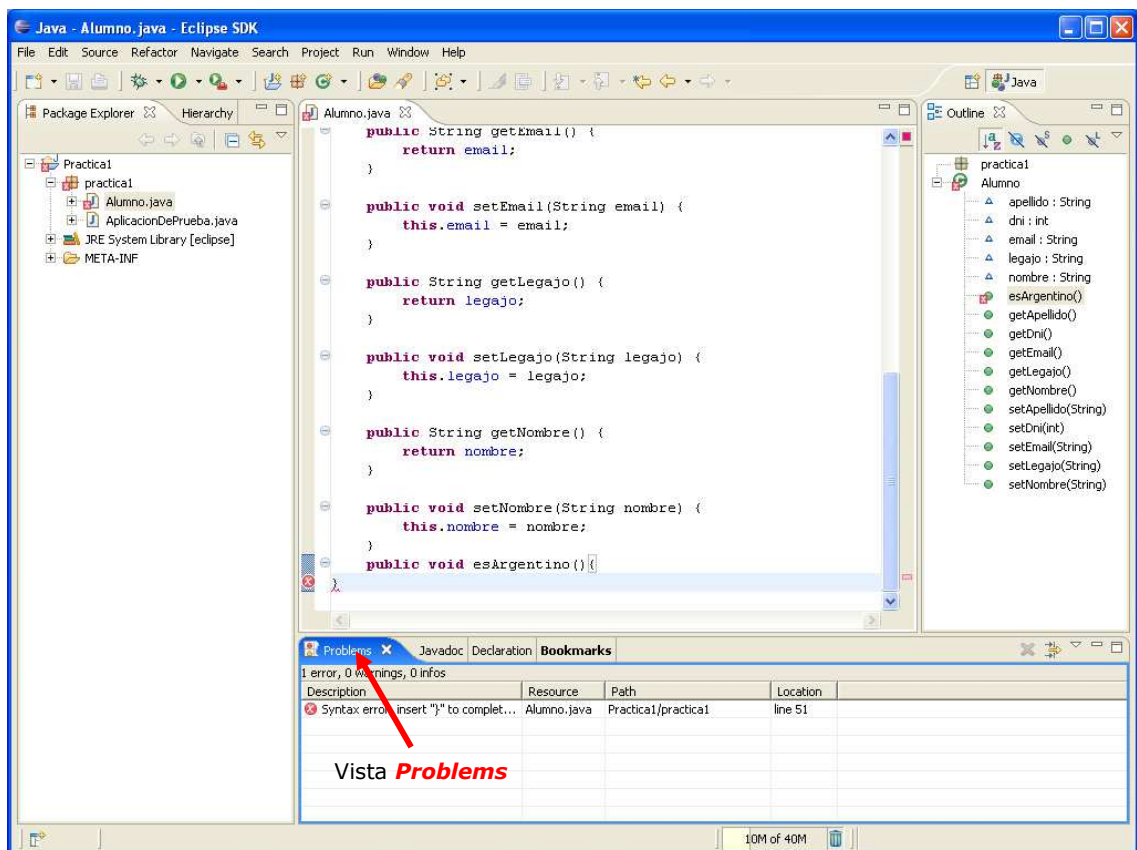 Java - Alumno.java - Eclipse SDK
File Edit Source Refactor Navigate Search Project Run Window Help
Java
Package Explorer
Hierarchy
Practica1
practica1
Alumno.java
AplicacionDePrueba.java
JRE System Library [eclipse]
META-INF
Alumno.java
public String getEmail() {
return email;
}
public void setEmail(String email) {
this.email = email;
}
public String getLegajo() {
return legajo;
}
public void setLegajo(String legajo) {
this.legajo = legajo;
}
public String getNombre() {
return nombre;
}
public void setNombre(String nombre) {
this.nombre = nombre;
}
public void esArgentino(){
}
Outline
practica1
Alumno
apellido : String
dni : int
email : String
legajo : String
nombre : String
esArgentino()
getApellido()
getDni()
getEmail()
getLegajo()
getNombre()
setApellido(String)
setDni(int)
setEmail(String)
setLegajo(String)
setNombre(String)
Problems Javadoc Declaration Bookmarks
1 error, 0 warnings, 0 infos
Description Resource Path Location
Syntax error, insert "}" to complet... Alumno.java Practica1/practica1 line 51
Vista Problems
10M of 40M